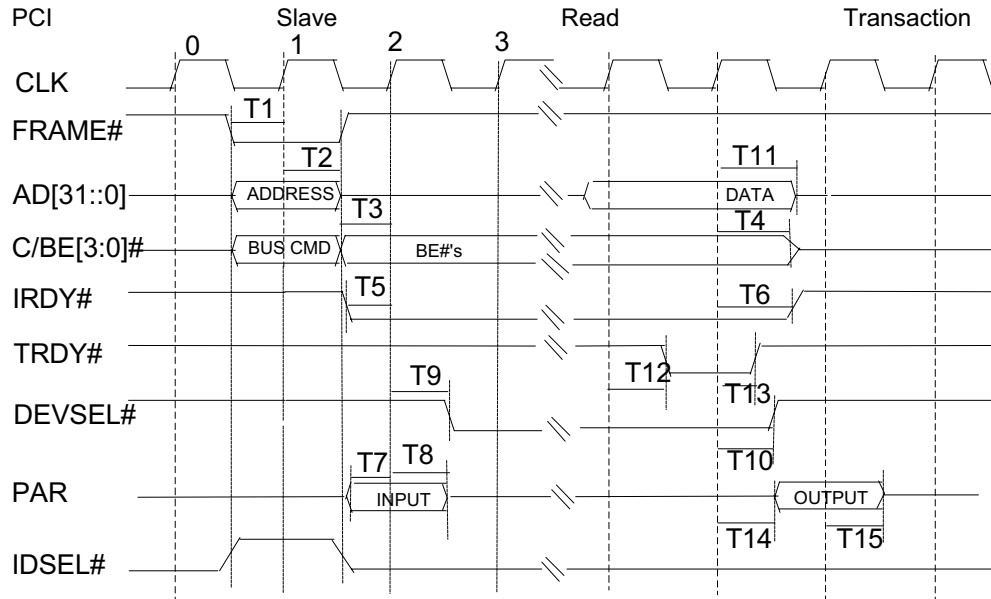 PCI Slave Read Transaction
0 1 2 3
CLK
T1
FRAME#
T2 T11
AD[31::0] ADDRESS DATA
T3 T4
C/BE[3:0]# BUS CMD BE#'s
T5 T6
IRDY#
TRDY#
T9 T12 T13
DEVSEL#
T7 T8 T10
PAR INPUT OUTPUT
T14 T15
IDSEL#